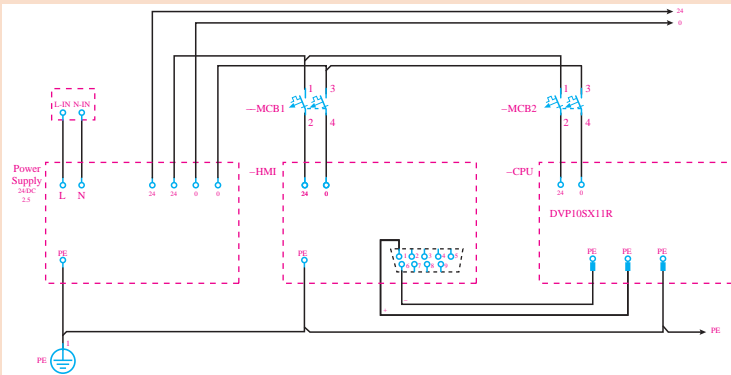 24
0
L-IN N-IN
1 3
–MCB1
2 4
1 3
–MCB2
2 4
Power
Supply
24/DC
2.5
L N
24 24 0 0
–HMI
24 0
–CPU
24 0
DVP10SX11R
PE
PE
1 2 3 4 5
6 7 8 9
PE PE PE
–
+
PE
1
PE